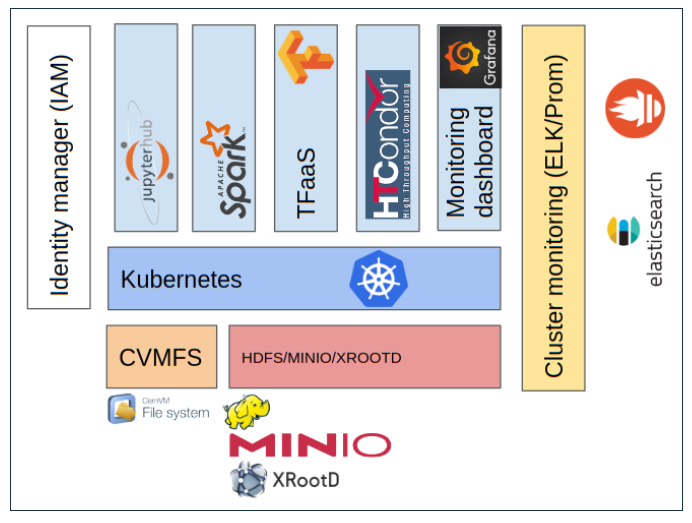 Identity manager (IAM)
jupyterhub
APACHE
Spark™
TFaaS
HTCondor
High Throughput Computing
Grafana
Monitoring
dashboard
Cluster monitoring (ELK/Prom)
elasticsearch
Kubernetes
CVMFS
HDFS/MINIO/XROOTD
CernVM
File system
MINIO
XRootD